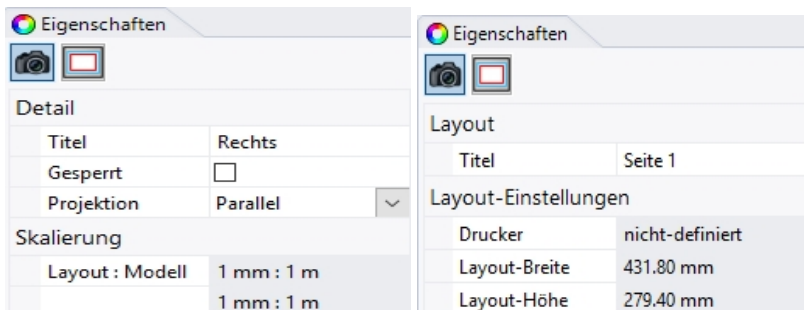 Eigenschaften
Detail
Titel Rechts
Gesperrt
Projektion Parallel
Skalierung
Layout : Modell 1 mm : 1 m
1 mm : 1 m
Eigenschaften
Layout
Titel Seite 1
Layout-Einstellungen
Drucker nicht-definiert
Layout-Breite 431.80 mm
Layout-Höhe 279.40 mm